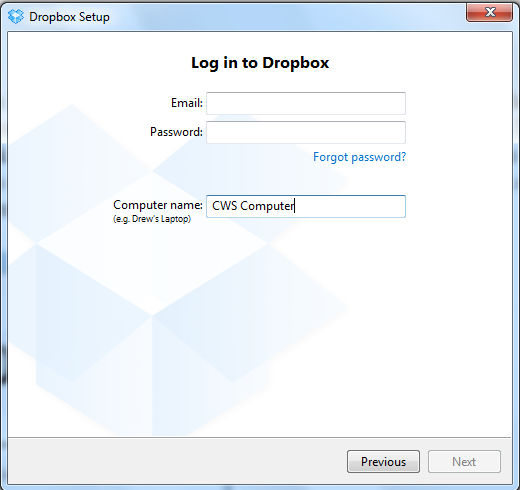 Dropbox Setup
Log in to Dropbox
Email:
Password:
Forgot password?
Computer name: CWS Computer
(e.g. Drew's Laptop)
Previous Next